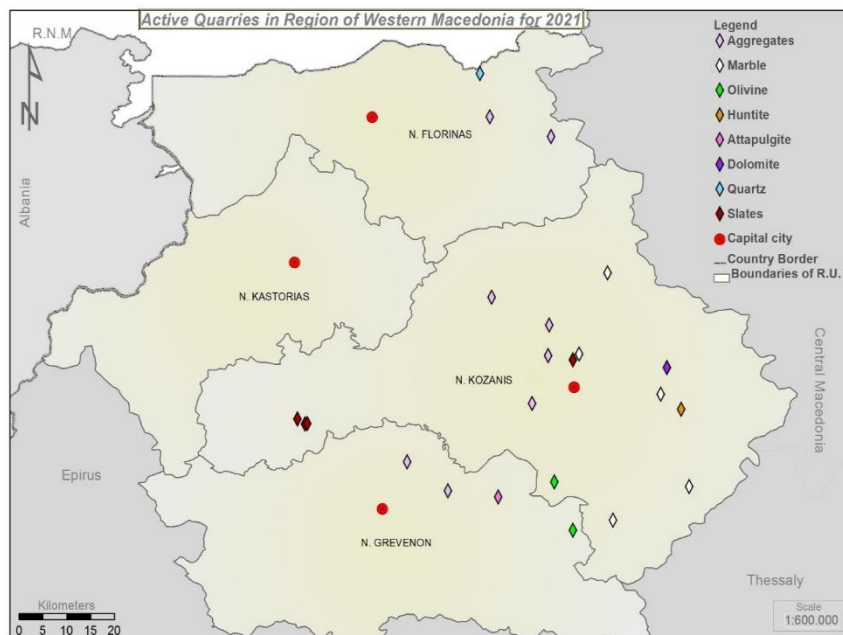 Active Quarries in Region of Western Macedonia for 2021
R.N.M.
N
Albania
Legend
Aggregates
Marble
Olivine
Huntite
Attapulgite
Dolomite
Quartz
Slates
Capital city
Country Border
Boundaries of R.U.
N. FLORINAS
N. KASTORIAS
N. KOZANIS
Central Macedonia
Epirus
N. GREVENON
Thessaly
Kilometers
0 5 10 15 20
Scale
1:600.000